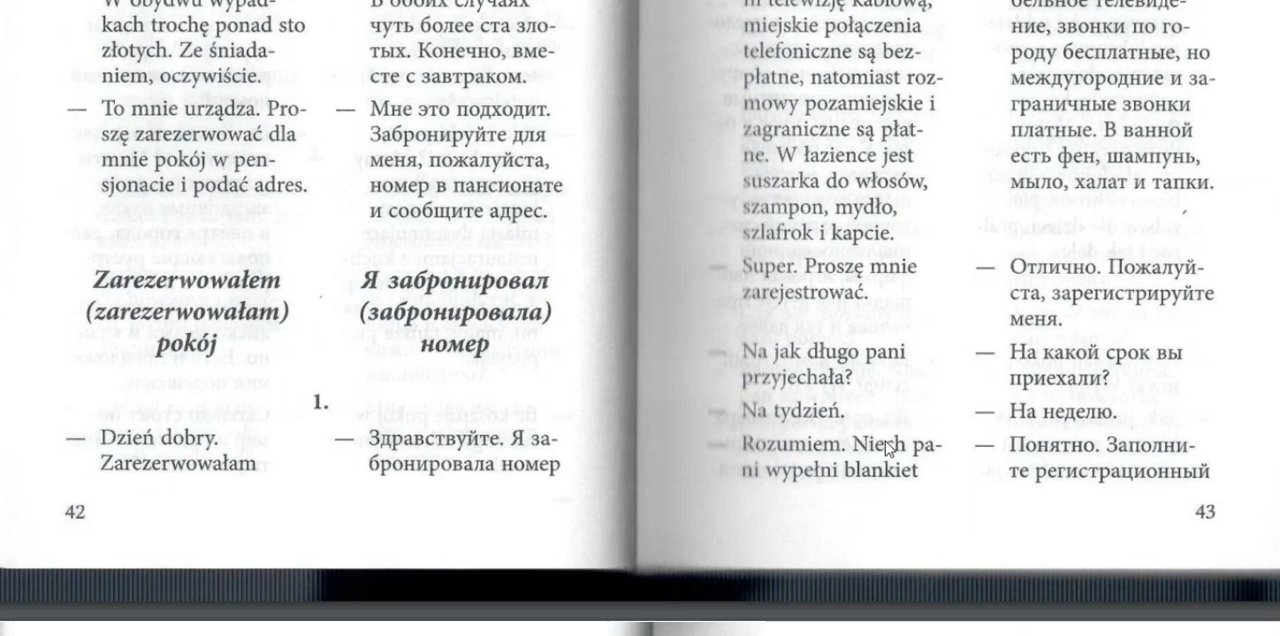 W obydwu wypad-
kach trochę ponad sto
złotych. Ze śniada-
niem, oczywiście.
— To mnie urządza. Pro-
szę zarezerwować dla
mnie pokój w pen-
sjonacie i podać adres.
В обоих случаях
чуть более ста зло-
тых. Конечно, вме-
сте с завтраком.
— Мне это подходит.
Забронируйте для
меня, пожалуйста,
номер в пансионате
и сообщите адрес.
Zarezerwowałem
(zarezerwowałam)
pokój
Я забронировал
(забронировала)
номер
1.
— Dzień dobry.
Zarezerwowałam
— Здравствуйте. Я за-
бронировала номер
42
telewizję kablową,
miejskie połączenia
telefoniczne są bez-
płatne, natomiast roz-
mowy pozamiejskie i
zagraniczne są płat-
ne. W łazience jest
suszarka do włosów,
szampon, mydło,
szlafrok i kapcie.
— Super. Proszę mnie
zarejestrować.
— Na jak długo pani
przyjechała?
— Na tydzień.
— Rozumiem. Niech pa-
ni wypełni blankiet
бельное телевиде-
ние, звонки по го-
роду бесплатные, но
междугородние и за-
граничные звонки
платные. В ванной
есть фен, шампунь,
мыло, халат и тапки.
— Отлично. Пожалуй-
ста, зарегистрируйте
меня.
— На какой срок вы
приехали?
— На неделю.
— Понятно. Заполни-
те регистрационный
43